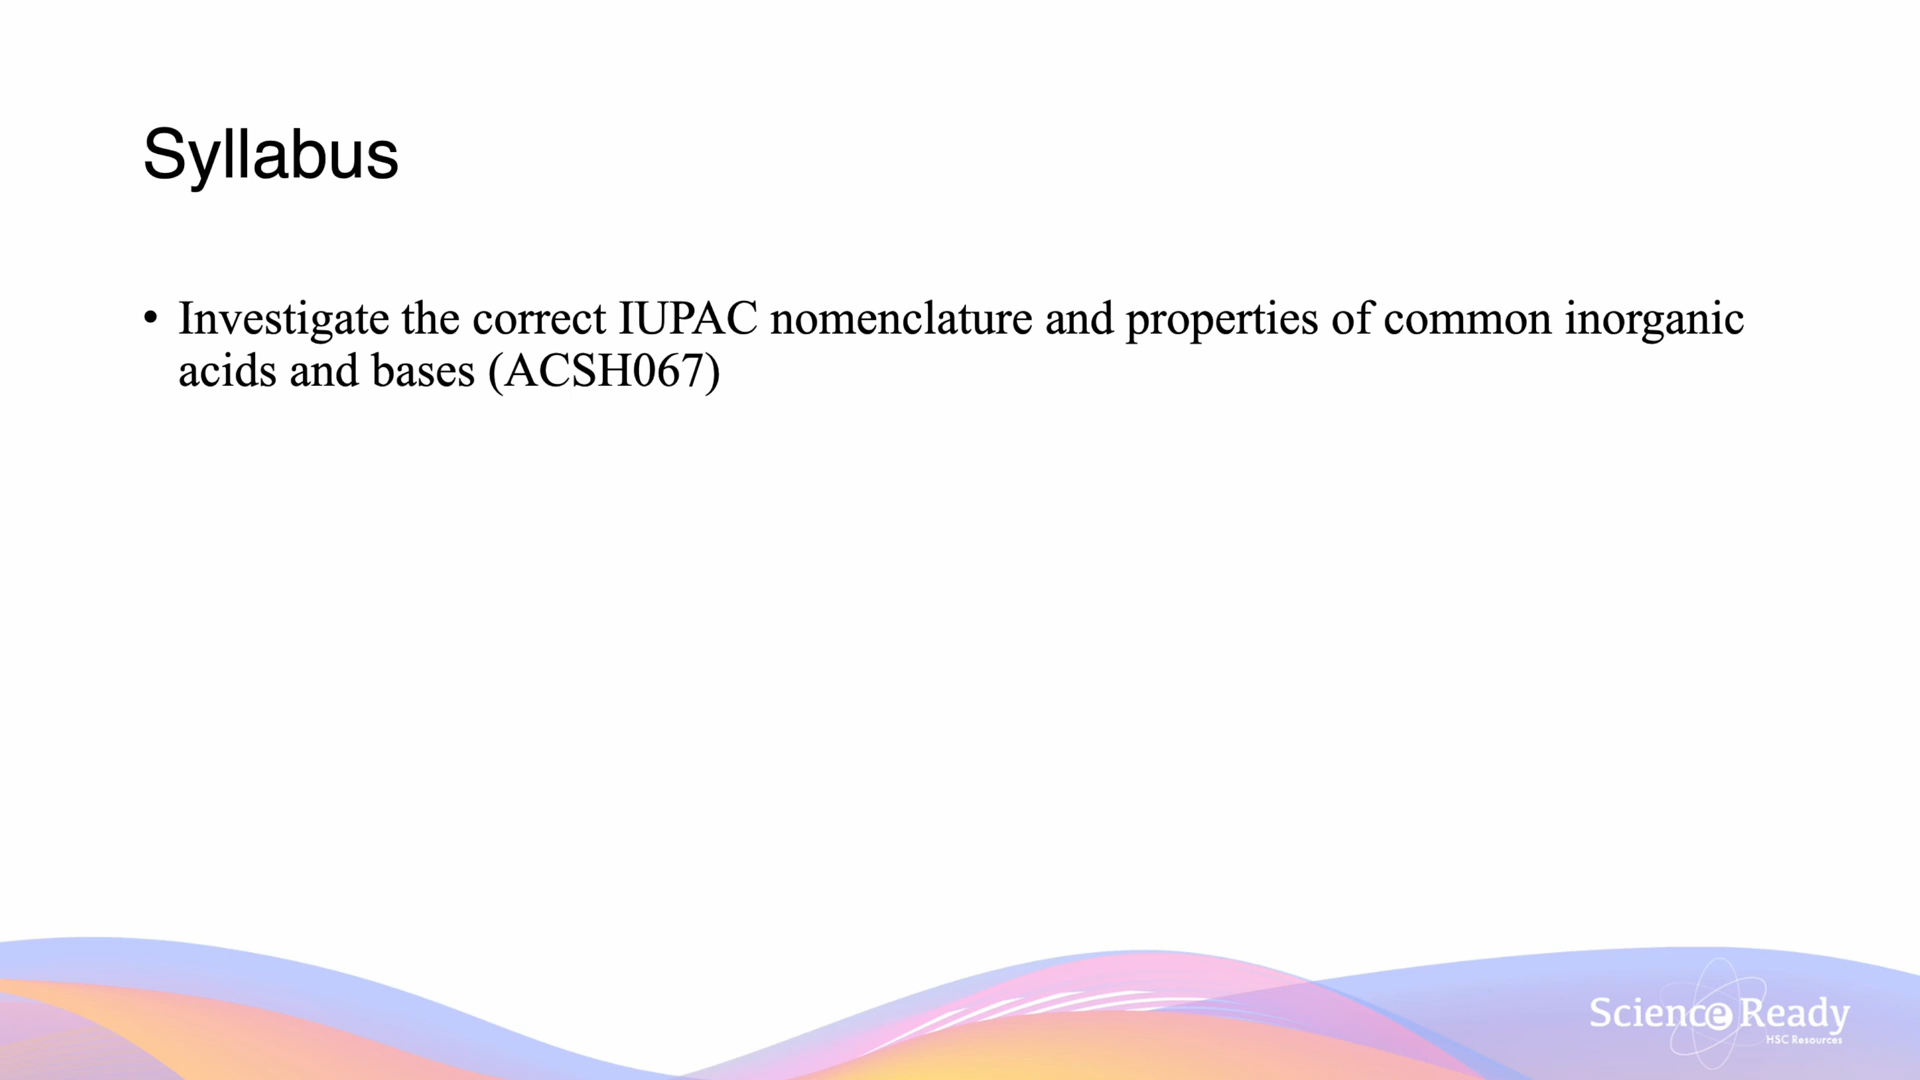 Syllabus
• Investigate the correct IUPAC nomenclature and properties of common inorganic
acids and bases (ACSH067)
Science Ready
HSC Resources